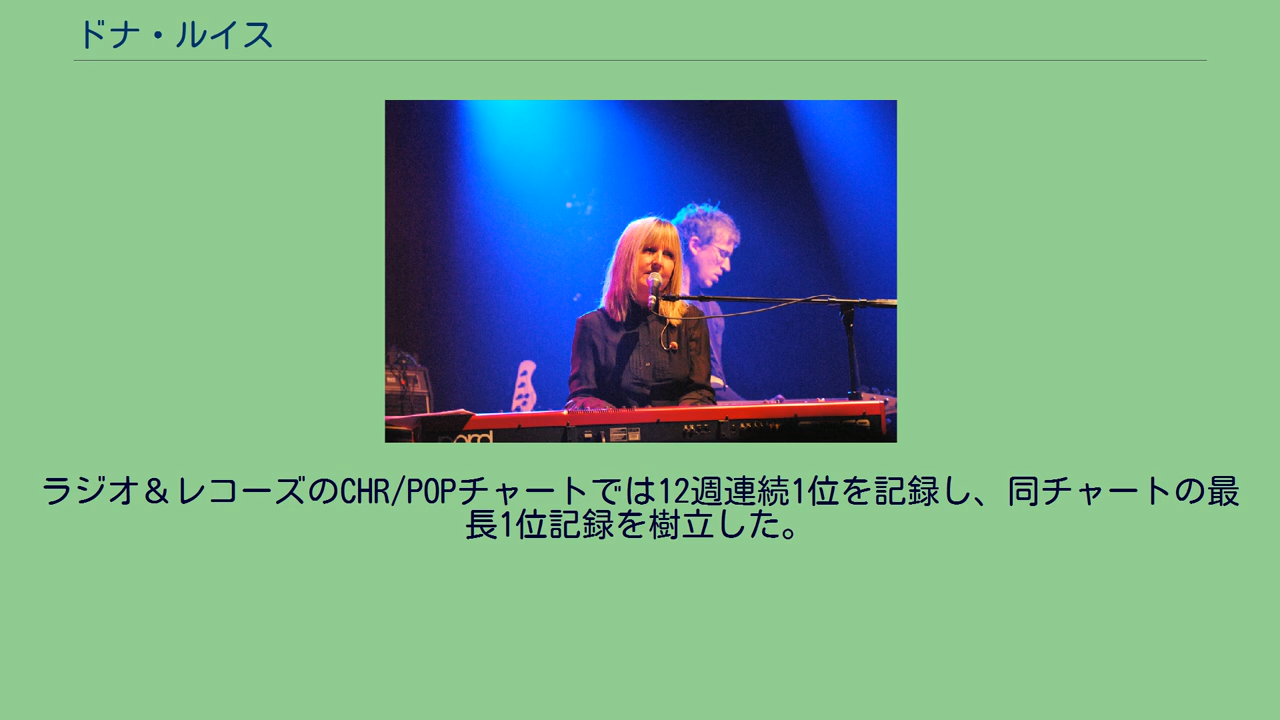 ドナ・ルイス
nord
ラジオ＆レコーズのCHR/POPチャートでは12週連続1位を記録し、同チャートの最
長1位記録を樹立した。